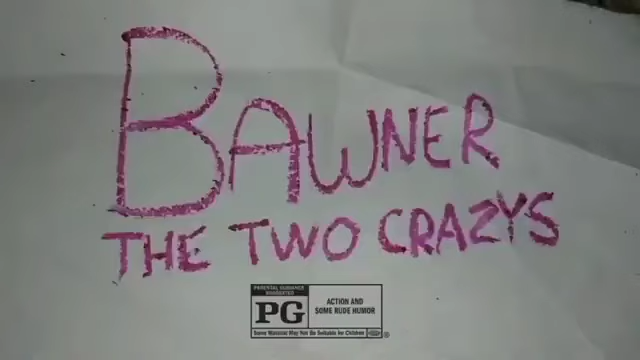 BAWNER
THE TWO CRAZYS
PARENTAL GUIDANCE SUGGESTED
PG
ACTION AND
SOME RUDE HUMOR
Some Material May Not Be Suitable for Children
®